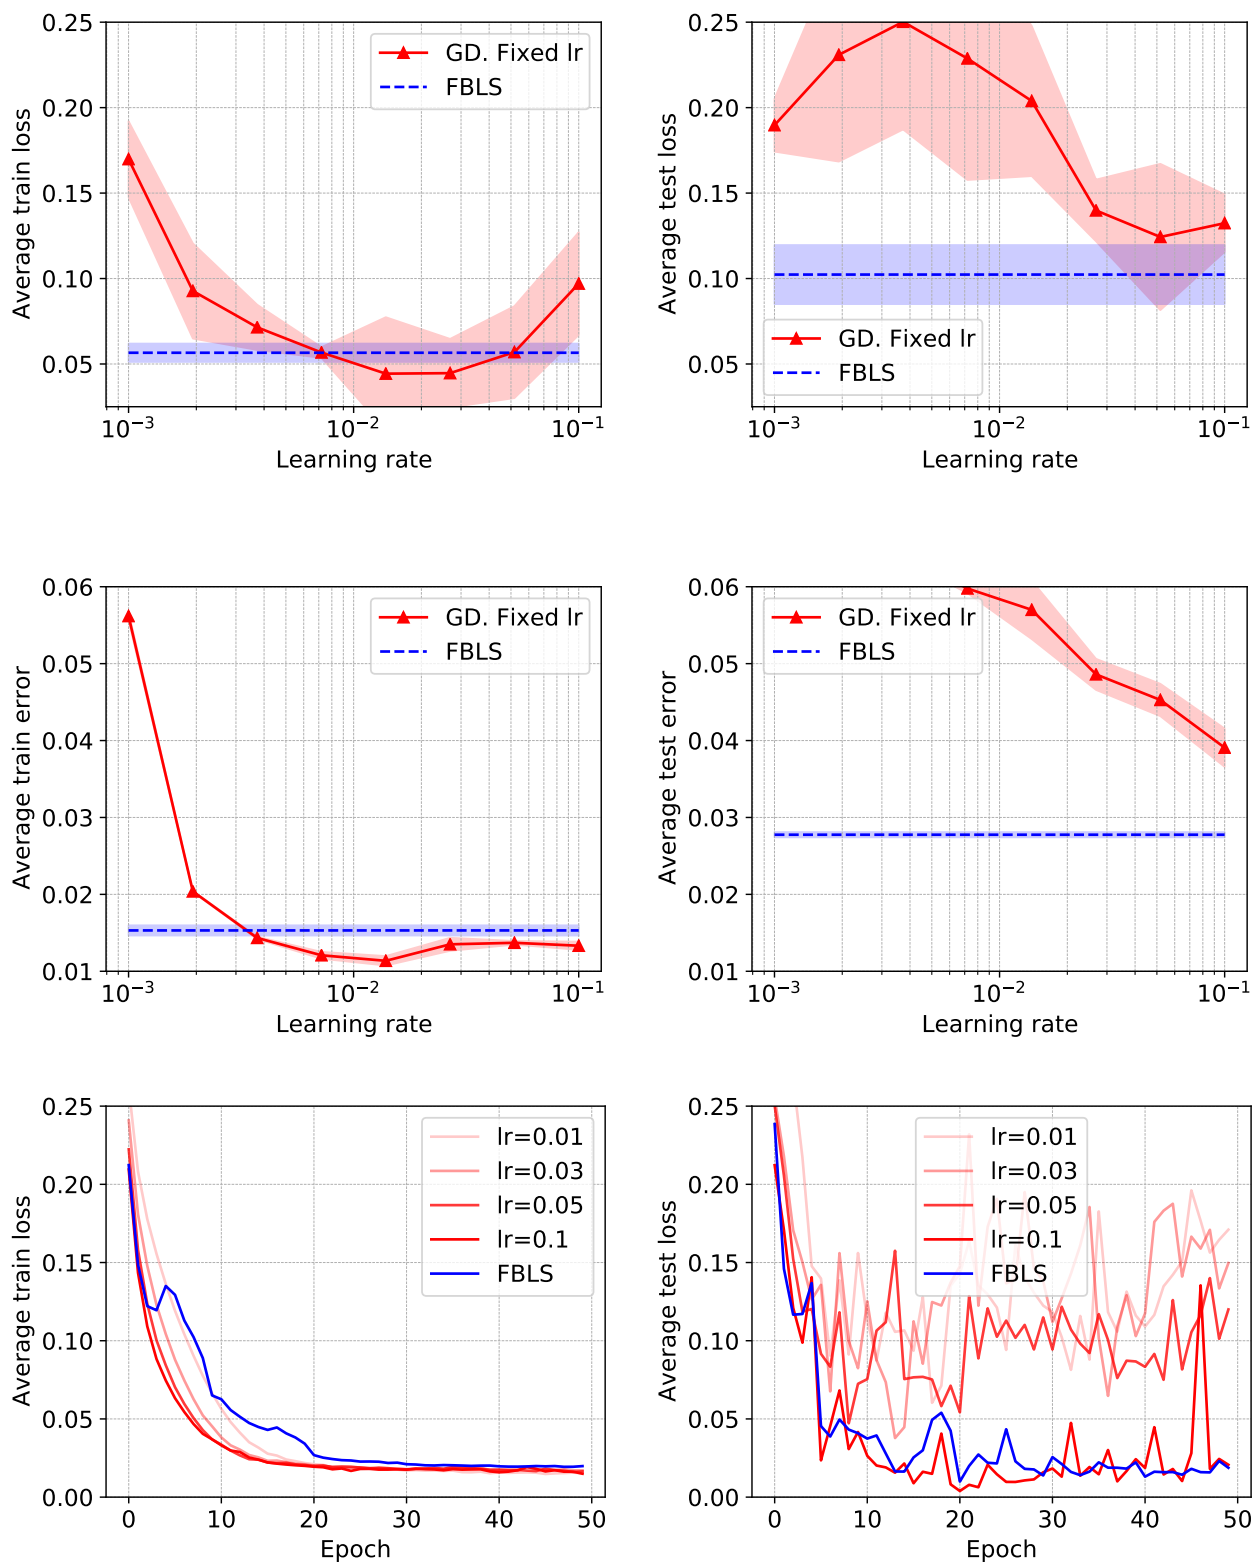 Average train loss
0.25
0.20
0.15
0.10
0.05
GD. Fixed lr
FBLS
10⁻³
10⁻²
10⁻¹
Learning rate
Average test loss
0.25
0.20
0.15
0.10
0.05
GD. Fixed lr
FBLS
10⁻³
10⁻²
10⁻¹
Learning rate
Average train error
0.06
0.05
0.04
0.03
0.02
0.01
GD. Fixed lr
FBLS
10⁻³
10⁻²
10⁻¹
Learning rate
Average test error
0.06
0.05
0.04
0.03
0.02
0.01
GD. Fixed lr
FBLS
10⁻³
10⁻²
10⁻¹
Learning rate
Average train loss
0.25
0.20
0.15
0.10
0.05
0.00
lr=0.01
lr=0.03
lr=0.05
lr=0.1
FBLS
0
10
20
30
40
50
Epoch
Average test loss
0.25
0.20
0.15
0.10
0.05
0.00
lr=0.01
lr=0.03
lr=0.05
lr=0.1
FBLS
0
10
20
30
40
50
Epoch